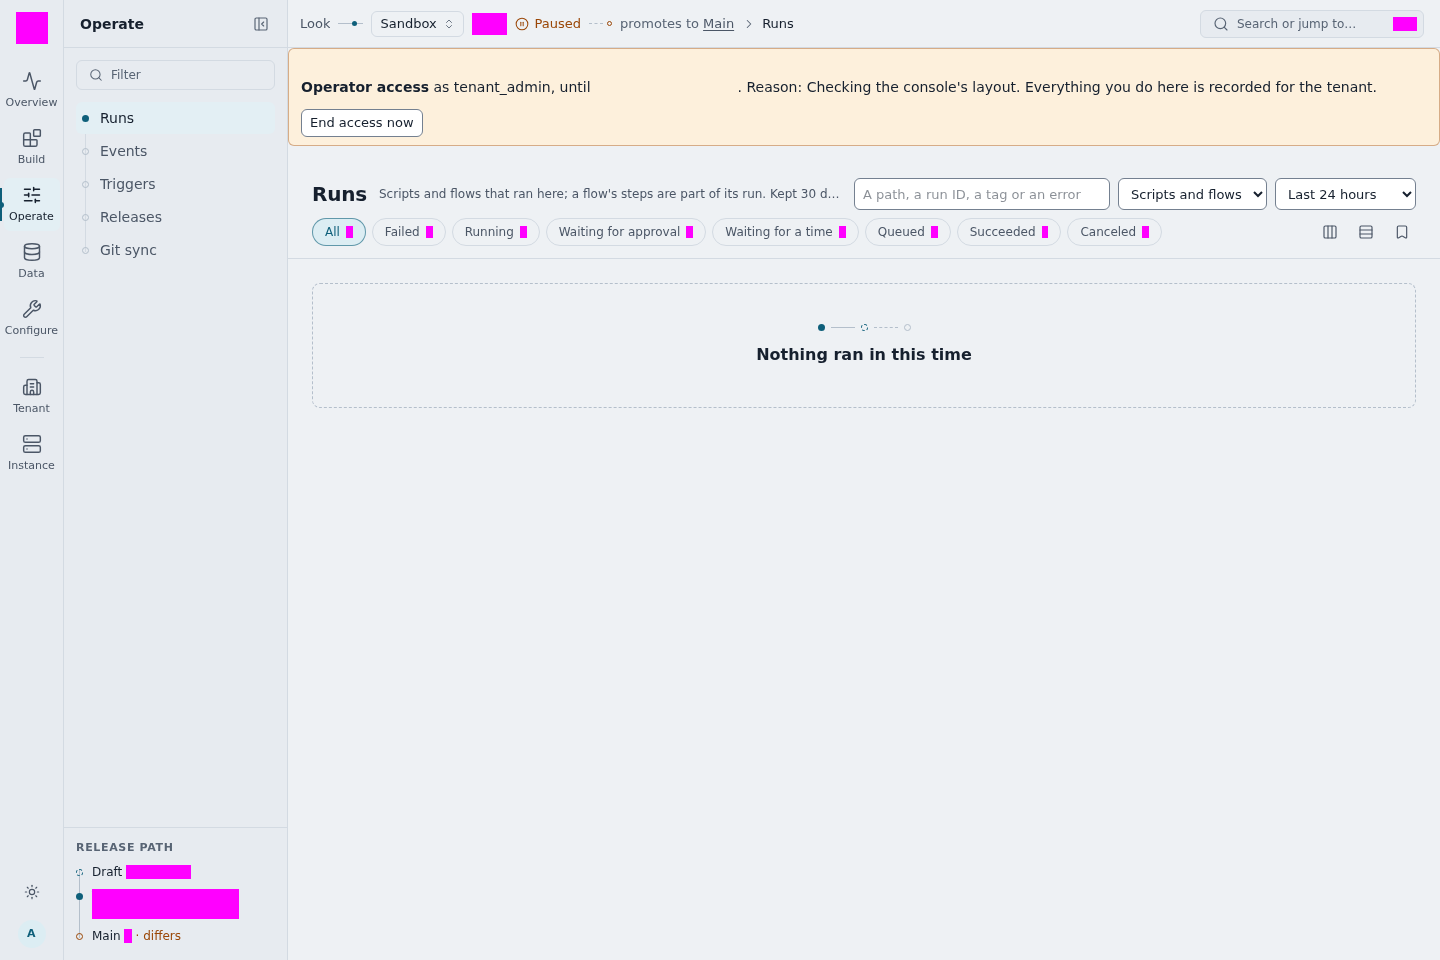 Operate
Look
Sandbox
Paused
promotes to Main
Runs
Search or jump to…
Overview
Build
Operate
Data
Configure
Tenant
Instance
A
Filter
Runs
Events
Triggers
Releases
Git sync
RELEASE PATH
Draft
Main · differs
Operator access as tenant_admin, until . Reason: Checking the console's layout. Everything you do here is recorded for the tenant.
End access now
Runs
Scripts and flows that ran here; a flow's steps are part of its run. Kept 30 d…
A path, a run ID, a tag or an error
Scripts and flows
Last 24 hours
All
Failed
Running
Waiting for approval
Waiting for a time
Queued
Succeeded
Canceled
Nothing ran in this time